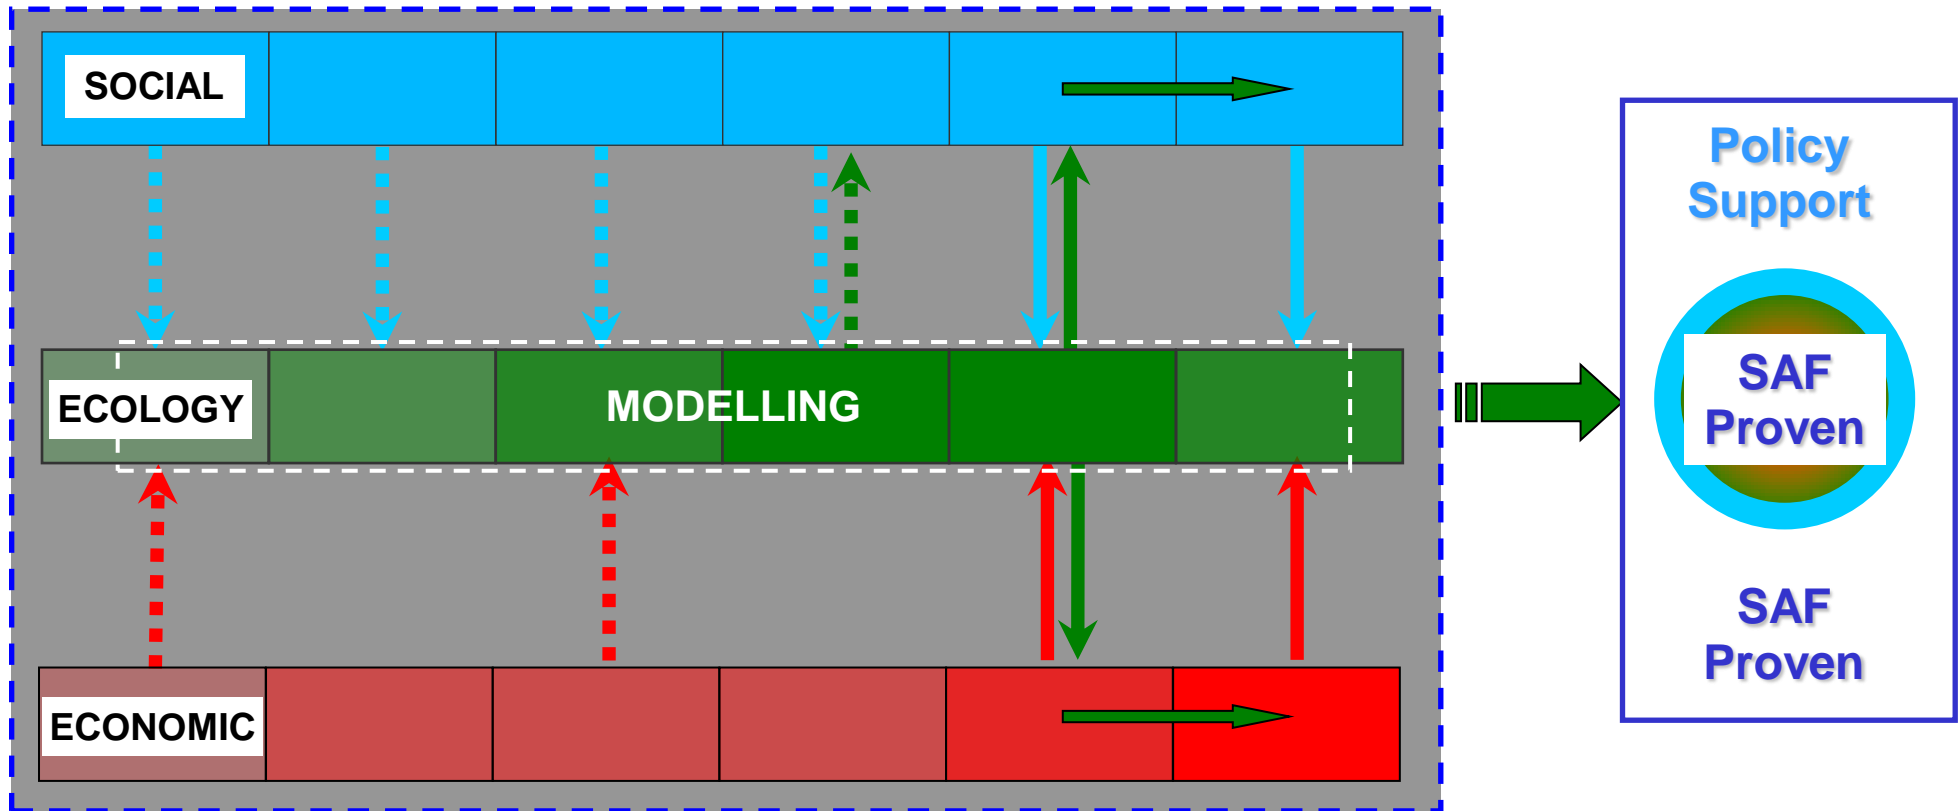 SOCIAL
ECOLOGY
MODELLING
ECONOMIC
Policy
Support
SAF
Proven
SAF
Proven